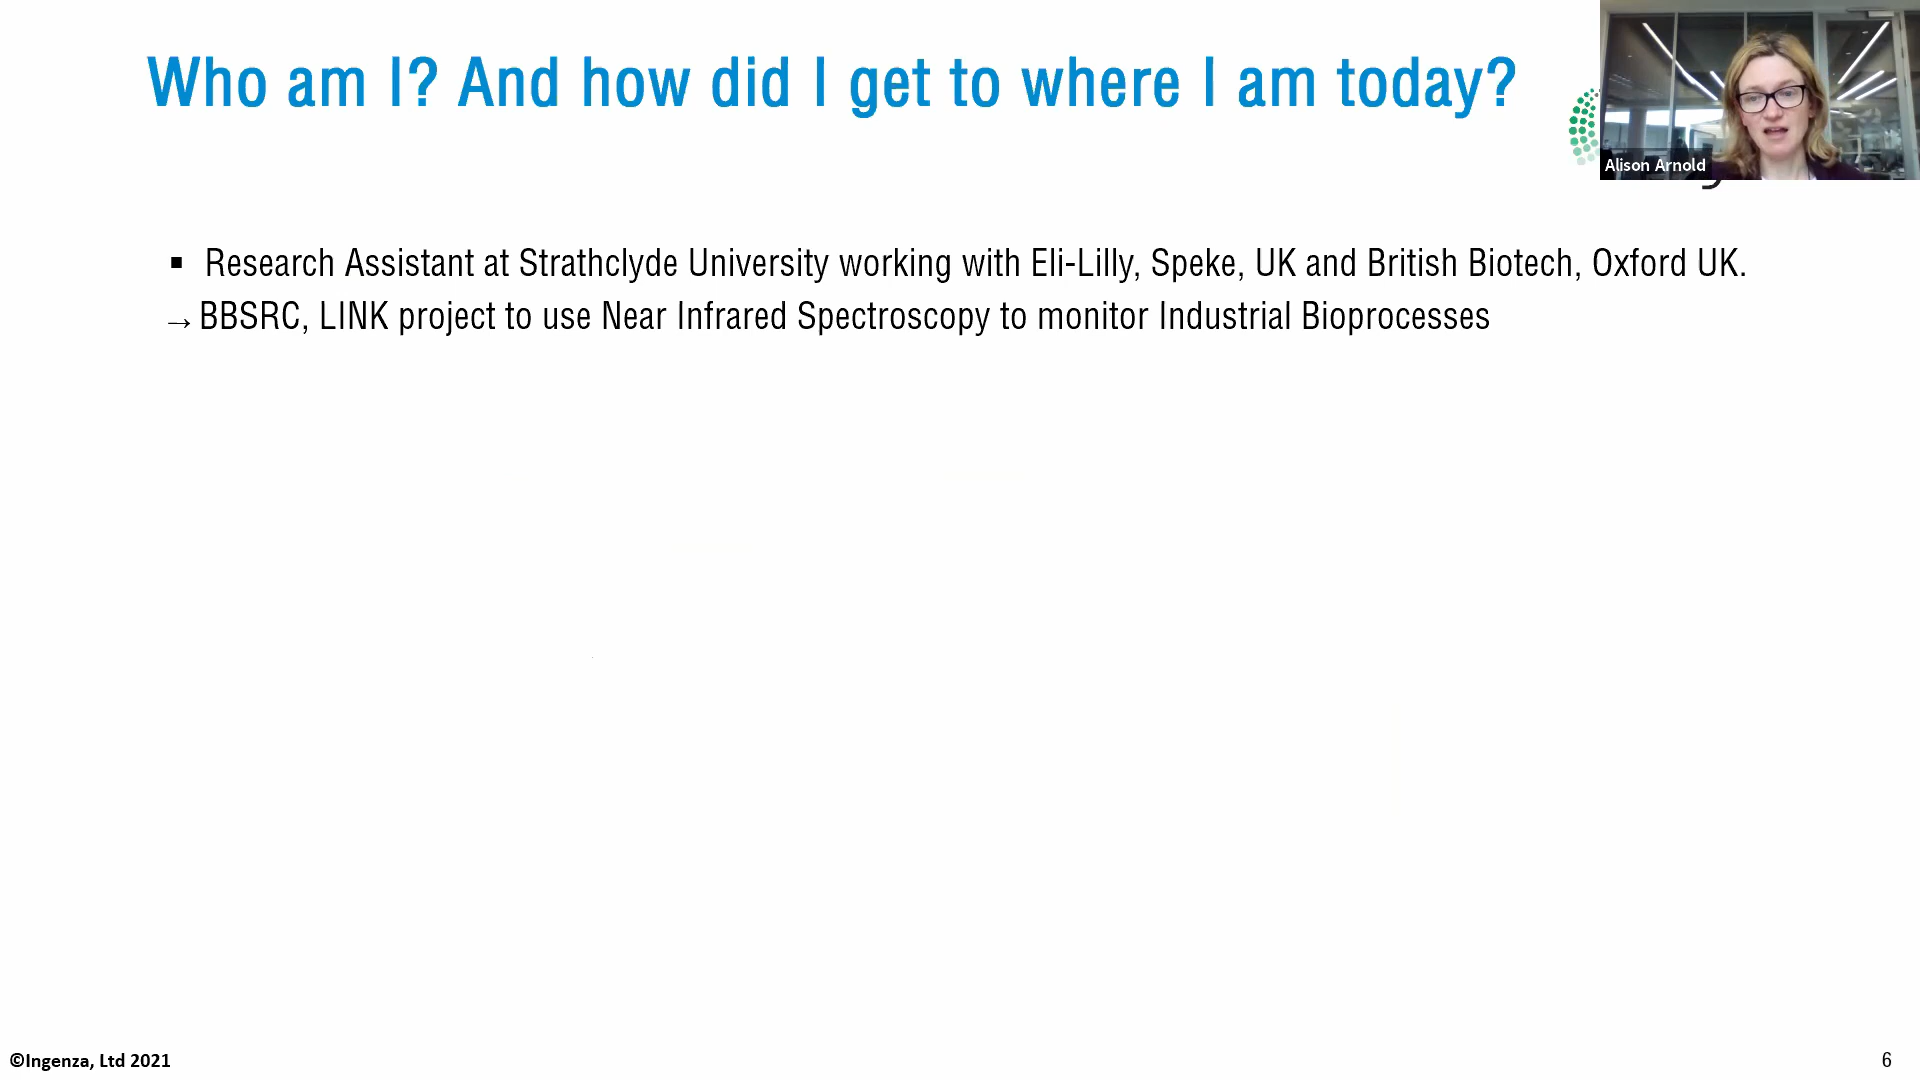 Who am I? And how did I get to where I am today?
Alison Arnold
▪ Research Assistant at Strathclyde University working with Eli-Lilly, Speke, UK and British Biotech, Oxford UK.
→ BBSRC, LINK project to use Near Infrared Spectroscopy to monitor Industrial Bioprocesses
©Ingenza, Ltd 2021
6